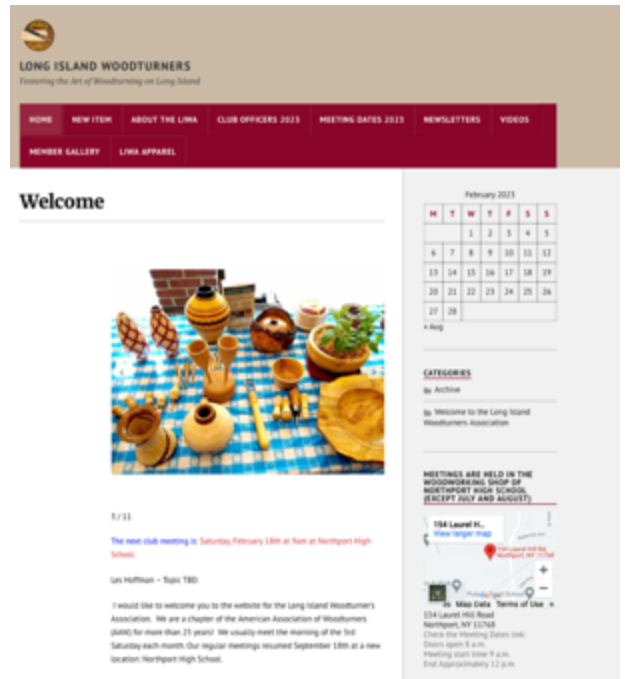 LONG ISLAND WOODTURNERS
Fostering the Art of Woodturning on Long Island
HOME NEW ITEM ABOUT THE LIWA CLUB OFFICERS 2023 MEETING DATES 2023 NEWSLETTERS VIDEOS
MEMBER GALLERY LIWA APPAREL
Welcome
5 / 11
The next club meeting is: Saturday, February 18th at 9am at Northport High
School.
Les Hoffman – Topic TBD.
I would like to welcome you to the website for the Long Island Woodturner's
Association. We are a chapter of the American Association of Woodturners
(AAW) for more than 25 years! We usually meet the morning of the 3rd
Saturday each month. Our regular meetings resumed September 18th at a new
location: Northport High School.
February 2023
M T W T F S S
1 2 3 4 5
6 7 8 9 10 11 12
13 14 15 16 17 18 19
20 21 22 23 24 25 26
27 28
« Aug
CATEGORIES
Archive
Welcome to the Long Island
Woodturners Association
MEETINGS ARE HELD IN THE
WOODWORKING SHOP OF
NORTHPORT HIGH SCHOOL
(EXCEPT JULY AND AUGUST)
154 Laurel H...
View larger map
154 Laurel Hill Rd,
Northport, NY 11768
Map Data Terms of Use
154 Laurel Hill Road
Northport, NY 11768
Check the Meeting Dates link:
Doors open 8 a.m.
Meeting start time 9 a.m.
End Approximately 12 p.m.